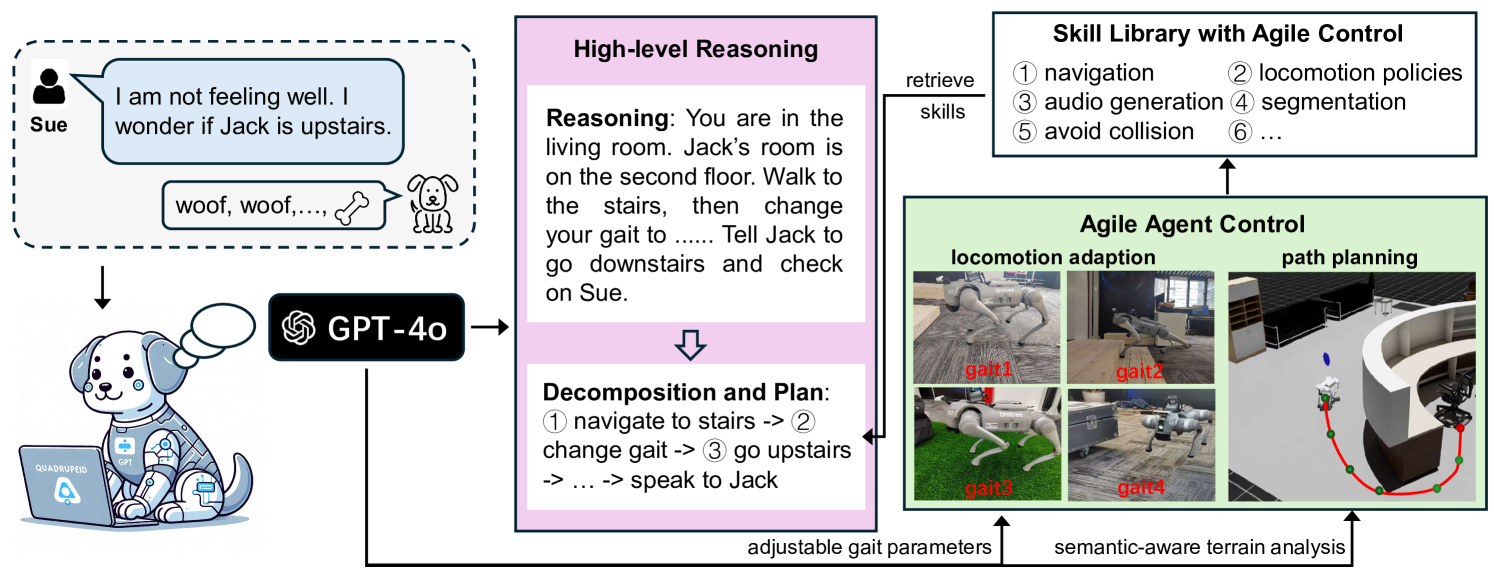 I am not feeling well. I
wonder if Jack is upstairs.
Sue
woof, woof,...,
QUADRUPEID
GPT
GPT-4o
High-level Reasoning
Reasoning: You are in the
living room. Jack's room is
on the second floor. Walk to
the stairs, then change
your gait to ...... Tell Jack to
go downstairs and check
on Sue.
Decomposition and Plan:
① navigate to stairs -> ②
change gait -> ③ go upstairs
-> ... -> speak to Jack
retrieve
skills
Skill Library with Agile Control
① navigation ② locomotion policies
③ audio generation ④ segmentation
⑤ avoid collision ⑥ ...
Agile Agent Control
locomotion adaption path planning
Unitree
gait1 gait2
Unitree
gait3 gait4
adjustable gait parameters semantic-aware terrain analysis